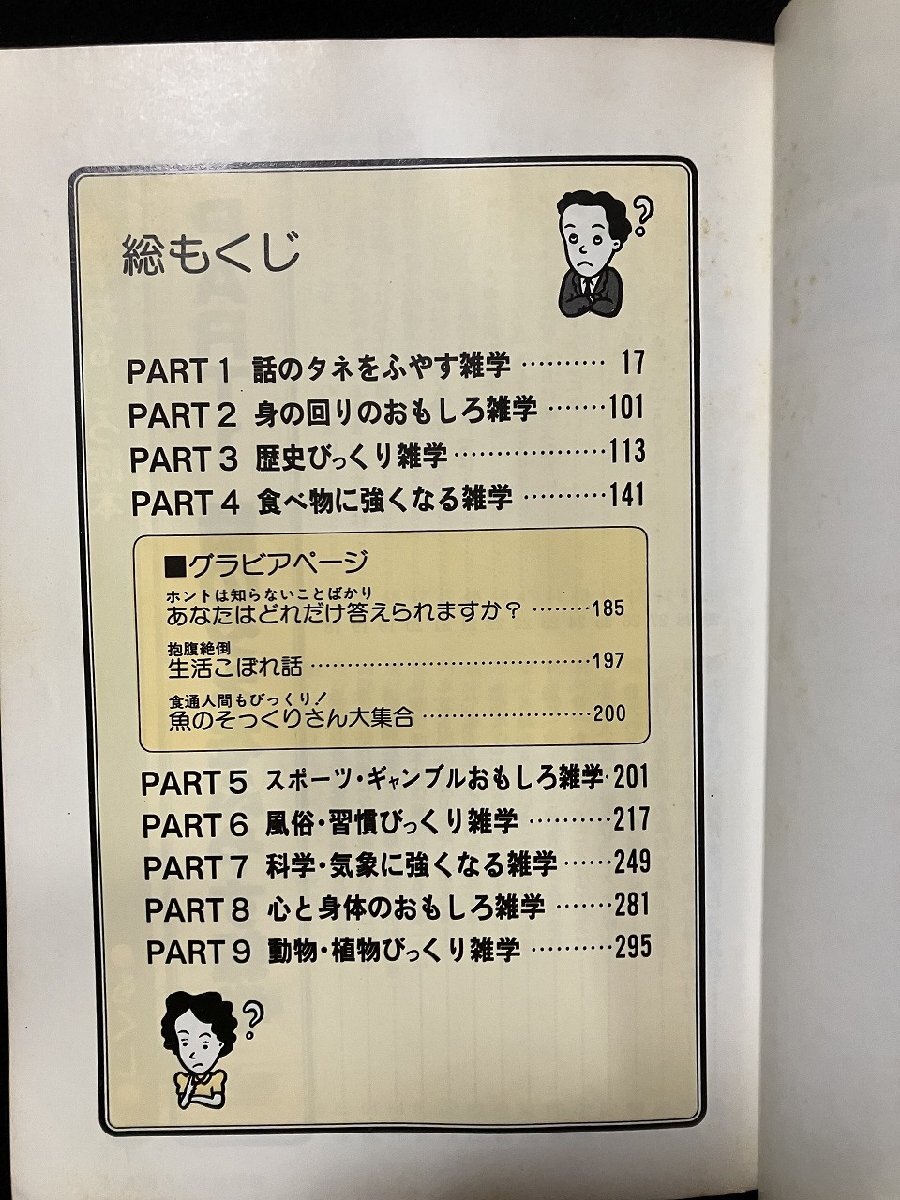 総もくじ
?
PART 1 話のタネをふやす雑学 ………… 17
PART 2 身の回りのおもしろ雑学 ……… 101
PART 3 歴史びっくり雑学 ……………… 113
PART 4 食べ物に強くなる雑学 ………… 141
■グラビアページ
ホントは知らないことばかり
あなたはどれだけ答えられますか? ……… 185
抱腹絶倒
生活こぼれ話 ……………………………… 197
食通人間もびっくり!
魚のそっくりさん大集合 ………………… 200
PART 5 スポーツ・ギャンブルおもしろ雑学 · 201
PART 6 風俗・習慣びっくり雑学 ………… 217
PART 7 科学・気象に強くなる雑学 …… 249
PART 8 心と身体のおもしろ雑学 ……… 281
PART 9 動物・植物びっくり雑学 ………… 295
?